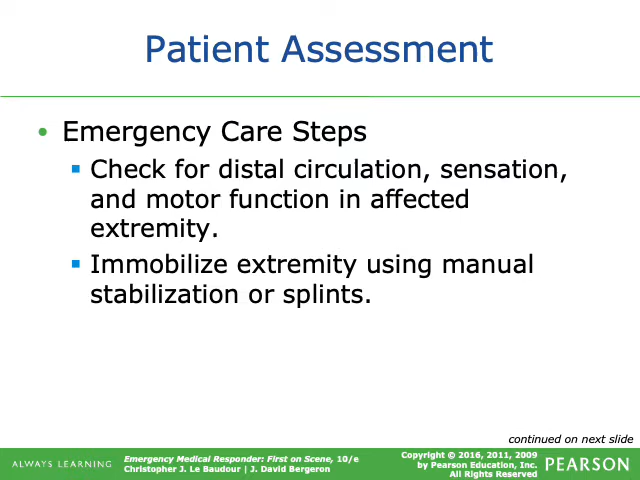 Patient Assessment
• Emergency Care Steps
▪ Check for distal circulation, sensation,
and motor function in affected
extremity.
▪ Immobilize extremity using manual
stabilization or splints.
continued on next slide
ALWAYS LEARNING
Emergency Medical Responder: First on Scene, 10/e
Christopher J. Le Baudour | J. David Bergeron
Copyright © 2016, 2011, 2009
by Pearson Education, Inc.
All Rights Reserved
PEARSON